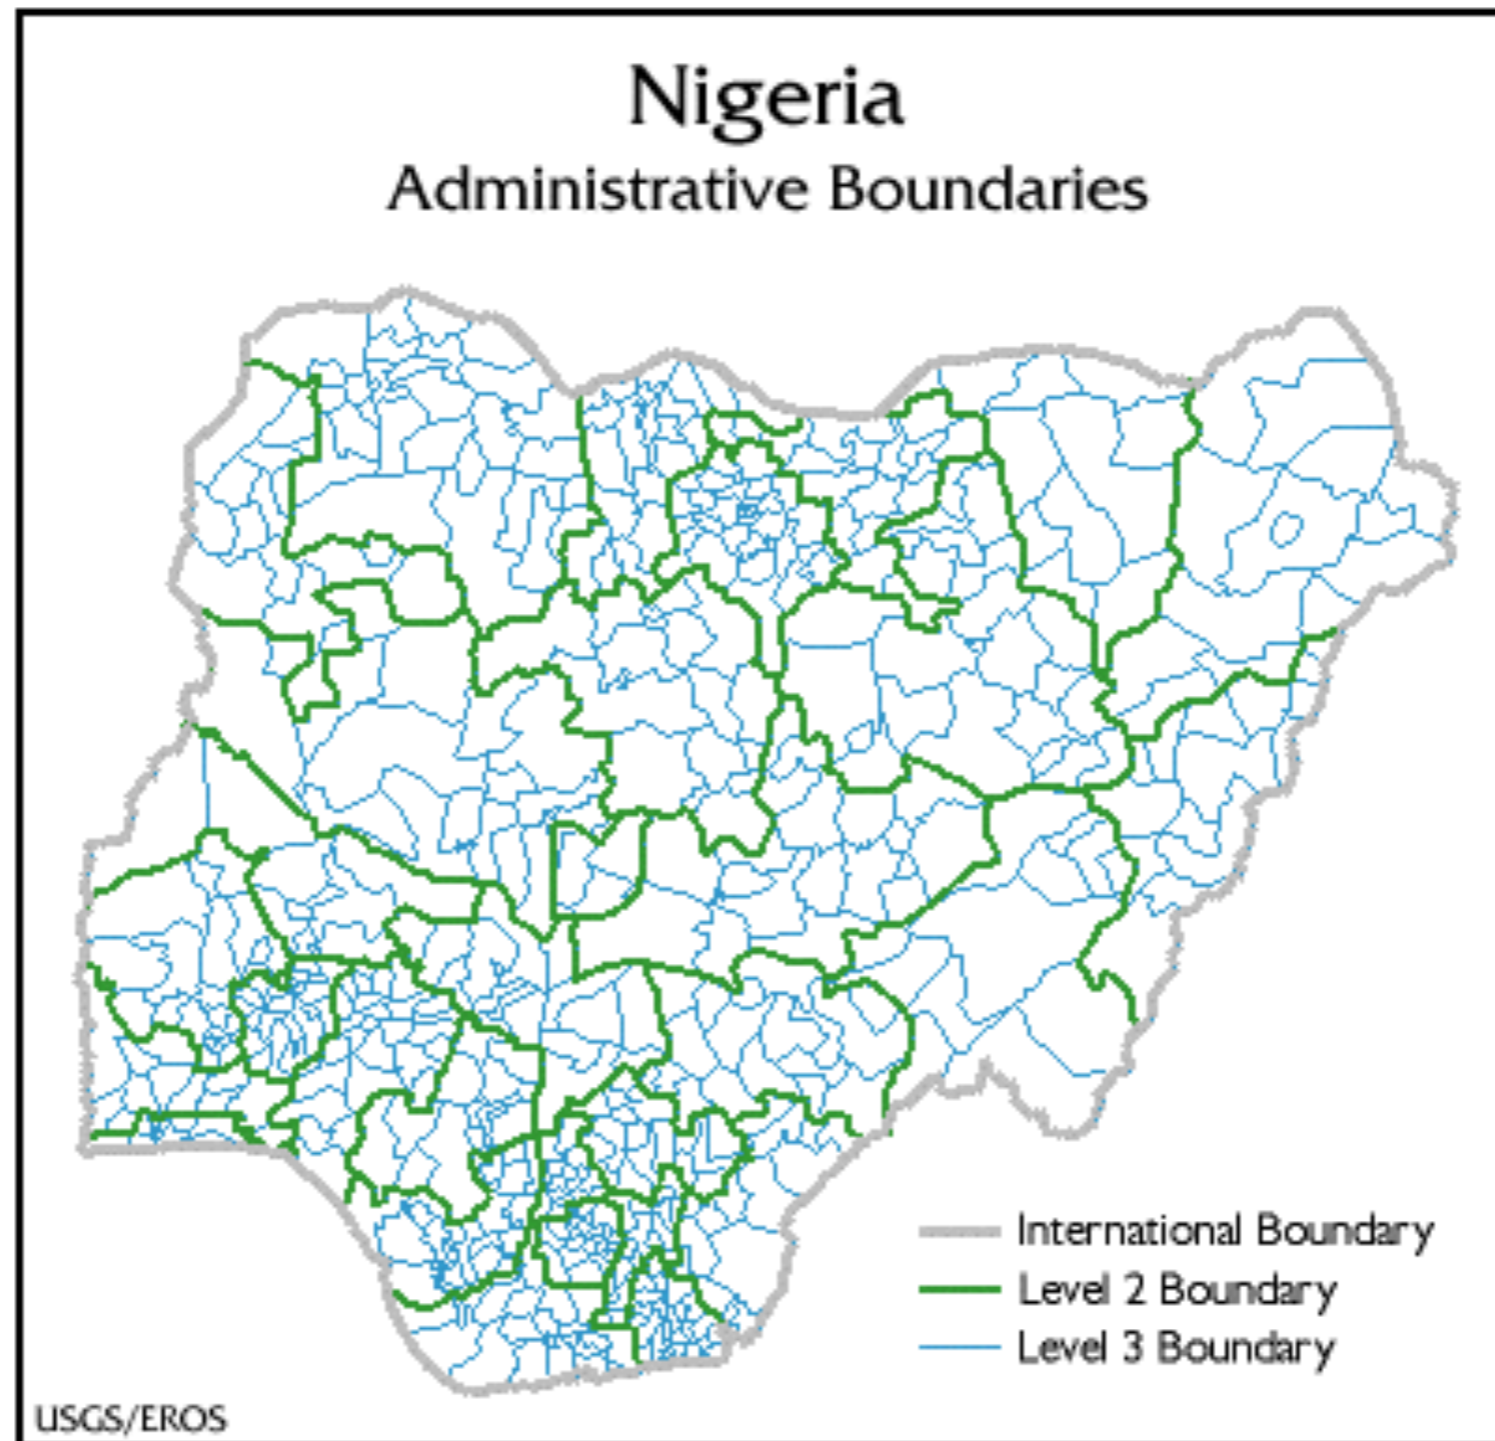 Nigeria
Administrative Boundaries
International Boundary
Level 2 Boundary
Level 3 Boundary
USGS/EROS